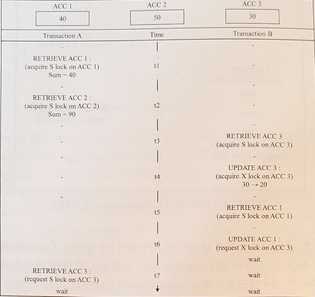 ACC 1 ACC 2 ACC 3
40 50 30
Transaction A Time Transaction B
RETRIEVE ACC 1 :
(acquire S lock on ACC 1) t1
Sum = 40
RETRIEVE ACC 2 :
(acquire S lock on ACC 2) t2
Sum = 90
RETRIEVE ACC 3
t3 (acquire S lock on ACC 3)
UPDATE ACC 3 :
t4 (acquire X lock on ACC 3)
30 → 20
RETRIEVE ACC 1
t5 (acquire S lock on ACC 1)
UPDATE ACC 1 :
t6 (request X lock on ACC 3)
wait
RETRIEVE ACC 3 : wait
(request S lock on ACC 3) t7 wait
wait wait